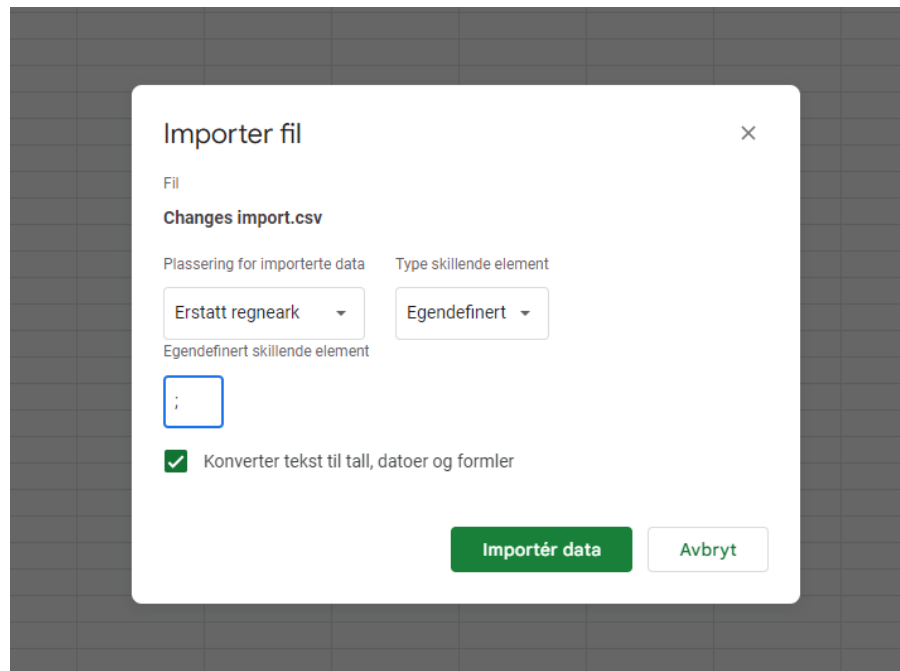 Importer fil
Fil
Changes import.csv
Plassering for importerte data Type skillende element
Erstatt regneark Egendefinert
Egendefinert skillende element
;
Konverter tekst til tall, datoer og formler
Importér data Avbryt